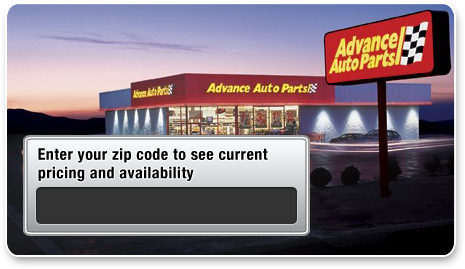 Advance
Auto Parts
Advance Auto Parts
Advance Auto Parts
Enter your zip code to see current
pricing and availability